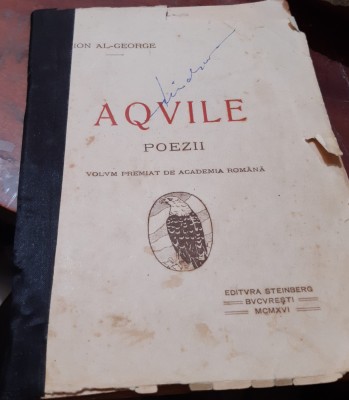 ION AL-GEORGE
AQVILE
POEZII
VOLVM PREMIAT DE ACADEMIA ROMÂNĂ
EDITVRA STEINBERG
BVCVREȘTI
MCMXVI